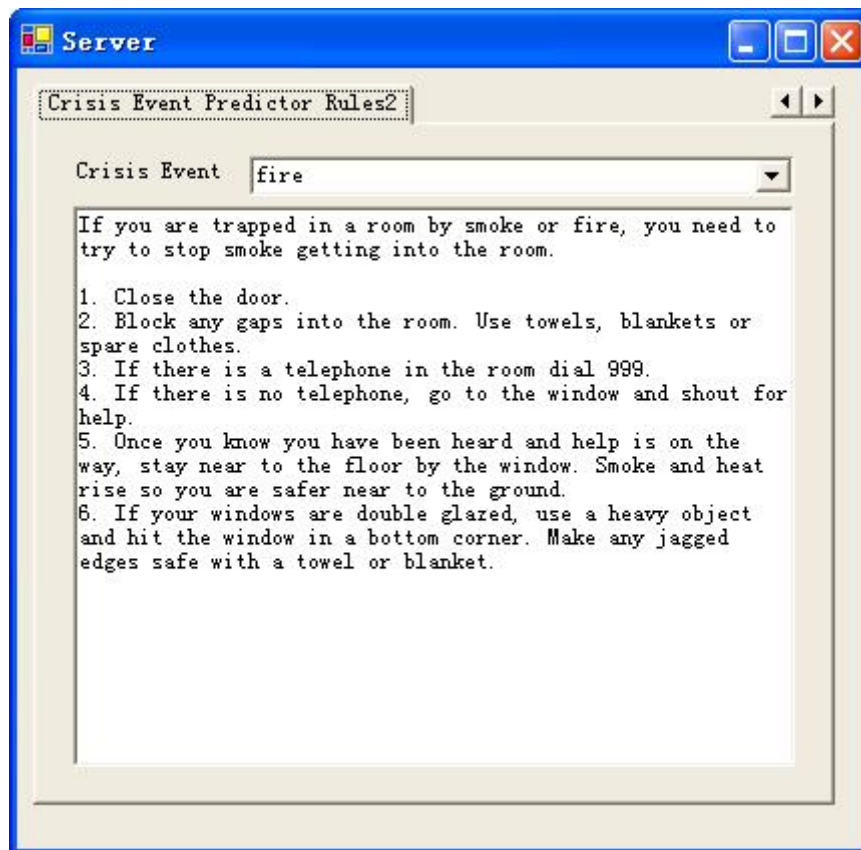 Server
Crisis Event Predictor Rules2
Crisis Event
fire
If you are trapped in a room by smoke or fire, you need to
try to stop smoke getting into the room.
1. Close the door.
2. Block any gaps into the room. Use towels, blankets or
spare clothes.
3. If there is a telephone in the room dial 999.
4. If there is no telephone, go to the window and shout for
help.
5. Once you know you have been heard and help is on the
way, stay near to the floor by the window. Smoke and heat
rise so you are safer near to the ground.
6. If your windows are double glazed, use a heavy object
and hit the window in a bottom corner. Make any jagged
edges safe with a towel or blanket.